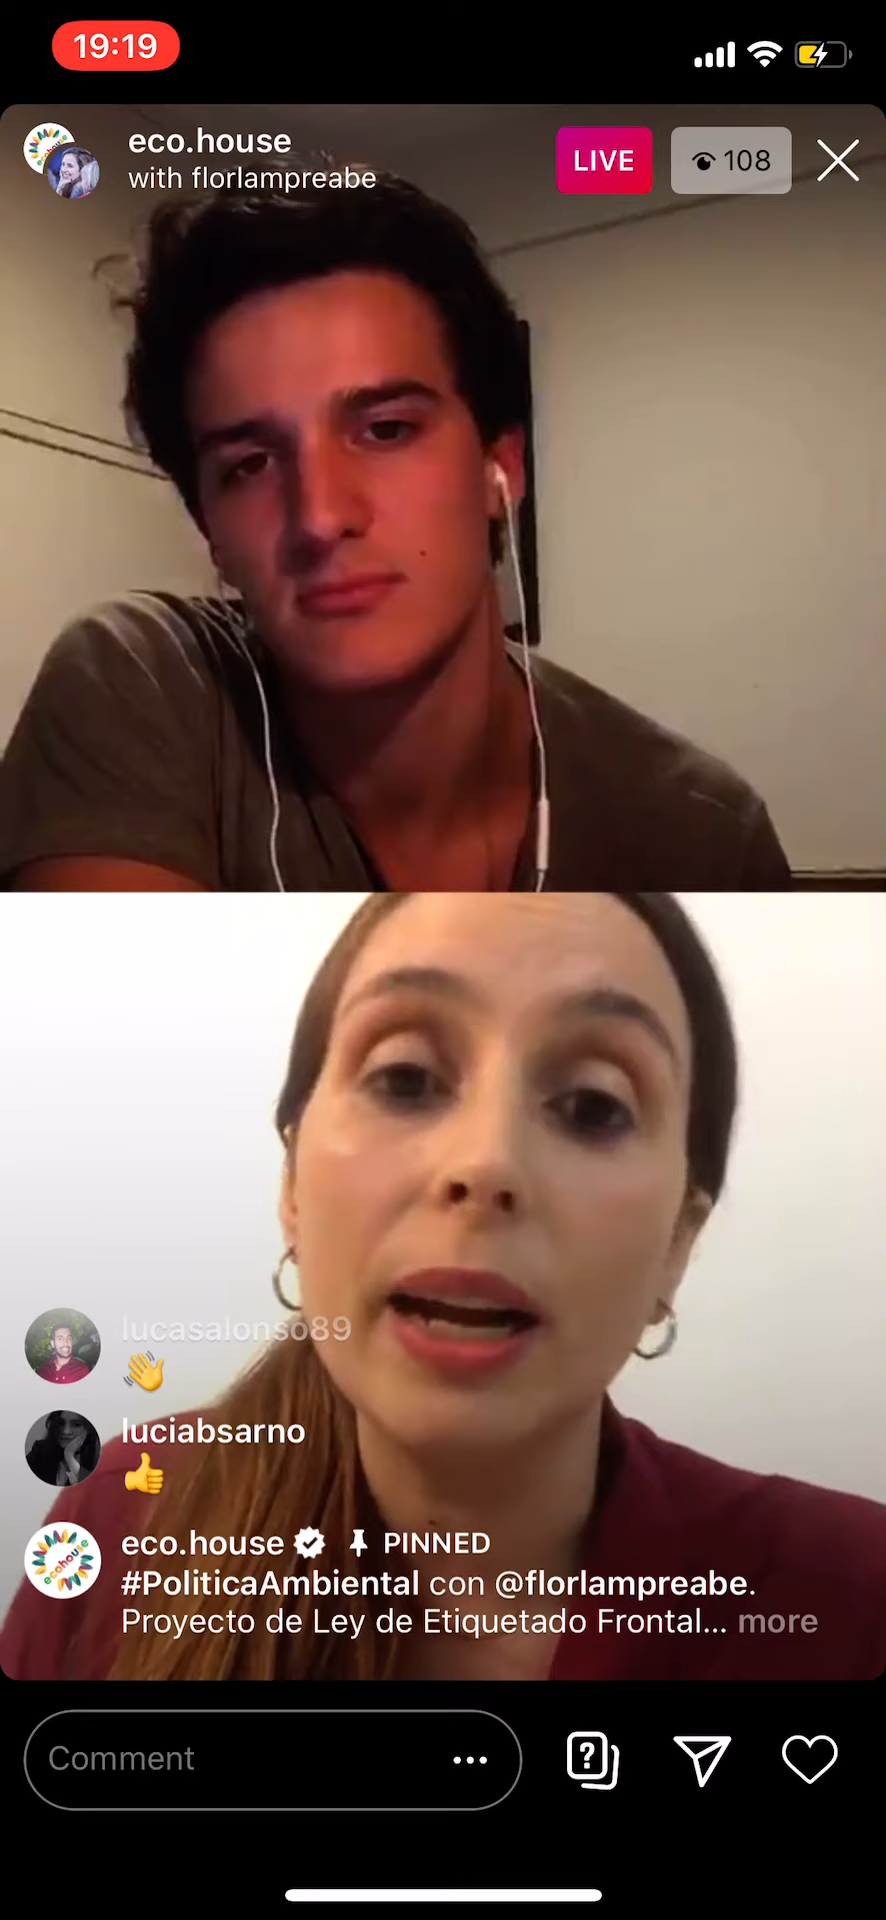 19:19
eco.house
with florlampreabe
LIVE
108
lucasalonso89
luciabsarno
eco.house PINNED
#PoliticaAmbiental con @florlampreabe.
Proyecto de Ley de Etiquetado Frontal... more
ecohouse
Comment